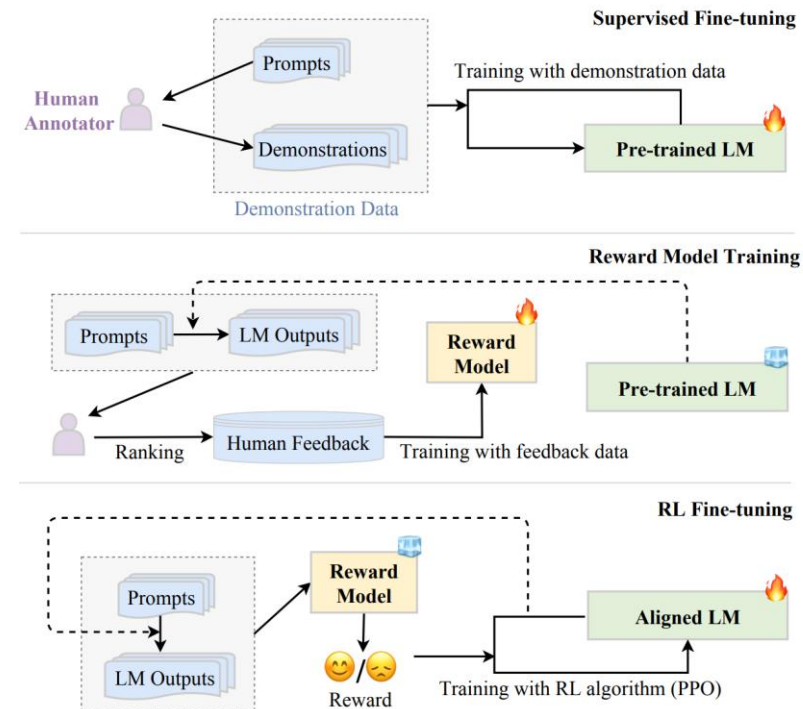 Supervised Fine-tuning
Prompts
Training with demonstration data
Human
Annotator
Demonstrations
Pre-trained LM
Demonstration Data
Reward Model Training
Prompts
LM Outputs
Reward
Model
Pre-trained LM
Ranking
Human Feedback
Training with feedback data
RL Fine-tuning
Prompts
Reward
Model
Aligned LM
LM Outputs
😊/😞
Reward
Training with RL algorithm (PPO)